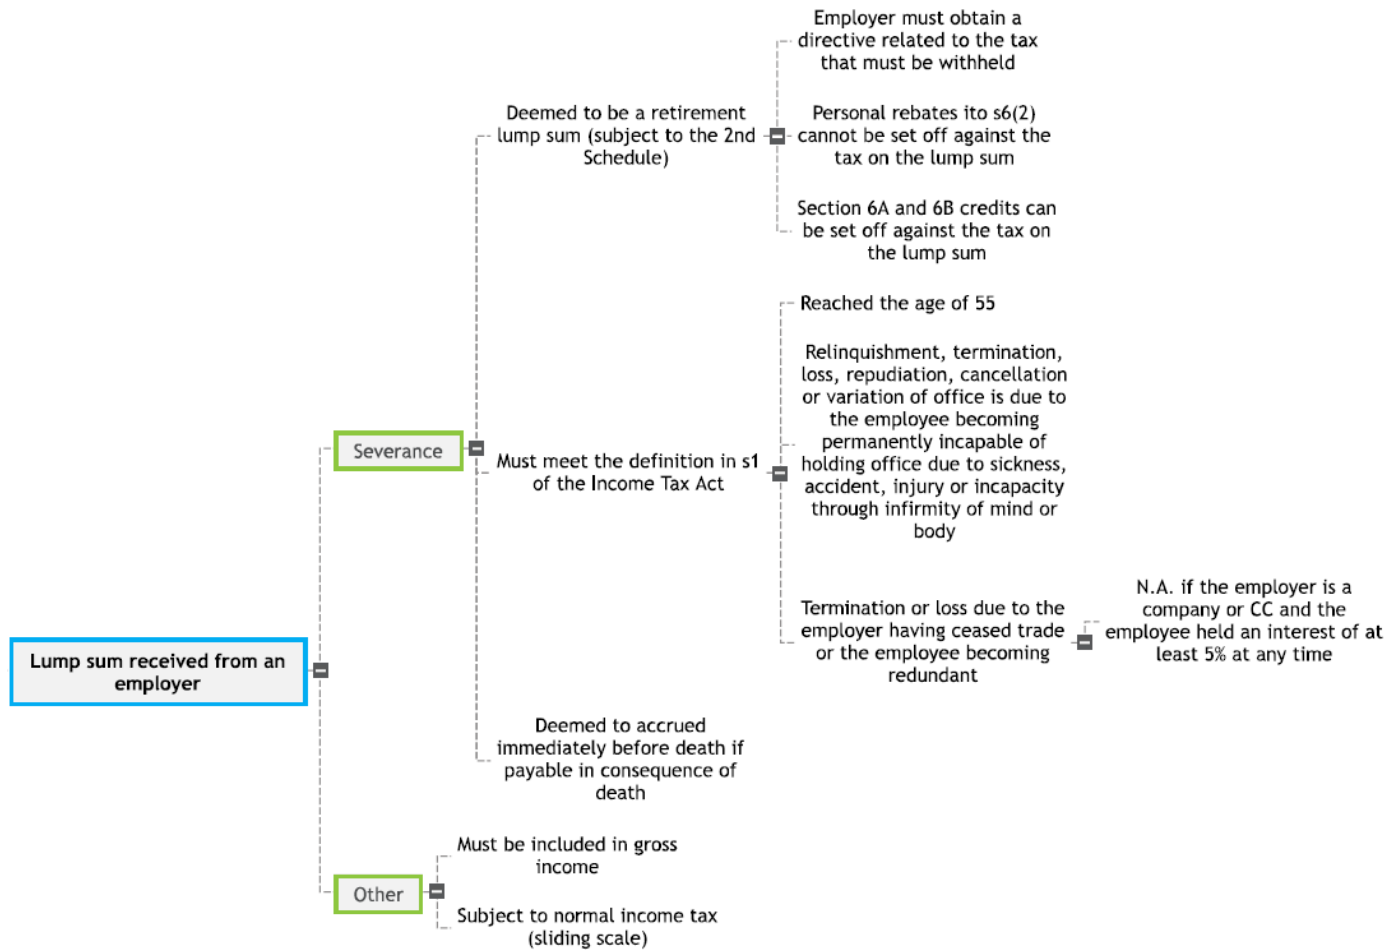 Employer must obtain a
directive related to the tax
that must be withheld
Deemed to be a retirement
lump sum (subject to the 2nd
Schedule)
Personal rebates ito s6(2)
cannot be set off against the
tax on the lump sum
Section 6A and 6B credits can
be set off against the tax on
the lump sum
Severance
Must meet the definition in s1
of the Income Tax Act
Reached the age of 55
Relinquishment, termination,
loss, repudiation, cancellation
or variation of office is due to
the employee becoming
permanently incapable of
holding office due to sickness,
accident, injury or incapacity
through infirmity of mind or
body
Termination or loss due to the
employer having ceased trade
or the employee becoming
redundant
N.A. if the employer is a
company or CC and the
employee held an interest of at
least 5% at any time
Lump sum received from an
employer
Deemed to accrued
immediately before death if
payable in consequence of
death
Other
Must be included in gross
income
Subject to normal income tax
(sliding scale)